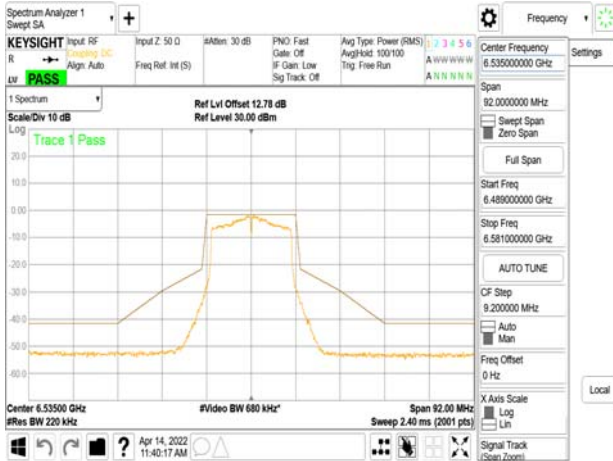 Spectrum Analyzer 1
Swept SA
Frequency
KEYSIGHT
R
LV
PASS
Input: RF
Coupling: DC
Align: Auto
Input Z: 50 Ω
Freq Ref: Int (S)
#Atten: 30 dB
PNO: Fast
Gate: Off
IF Gain: Low
Sig Track: Off
Avg Type: Power (RMS)
Avg|Hold: 100/100
Trig: Free Run
1 2 3 4 5 6
A W W W W W
A N N N N N
1 Spectrum
Scale/Div 10 dB
Ref Lvl Offset 12.78 dB
Ref Level 30.00 dBm
Log
Trace 1 Pass
20.0
10.0
0.00
-10.0
-20.0
-30.0
-40.0
-50.0
-60.0
Center 6.53500 GHz
#Res BW 220 kHz
#Video BW 680 kHz*
Span 92.00 MHz
Sweep 2.40 ms (2001 pts)
?
Apr 14, 2022
11:40:17 AM
Center Frequency
6.535000000 GHz
Span
92.0000000 MHz
Swept Span
Zero Span
Full Span
Start Freq
6.489000000 GHz
Stop Freq
6.581000000 GHz
AUTO TUNE
CF Step
9.200000 MHz
Auto
Man
Freq Offset
0 Hz
X Axis Scale
Log
Lin
Signal Track
(Span Zoom)
Settings
Local